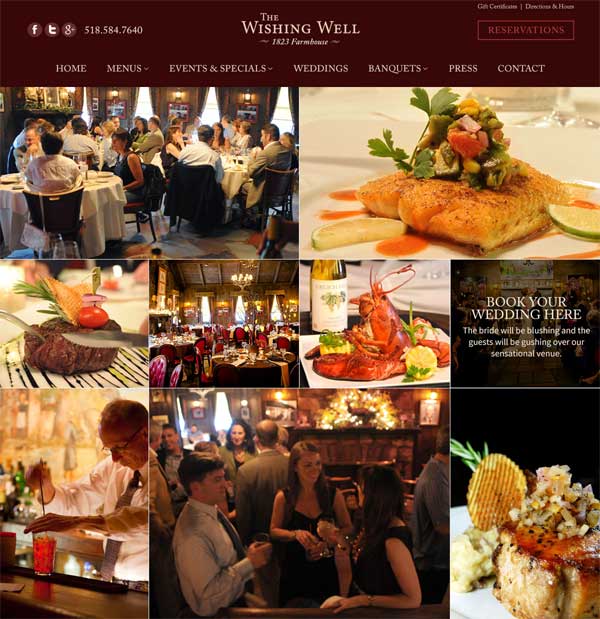 Gift Certificates | Directions & Hours
518.584.7640
THE
WISHING WELL
~ 1823 Farmhouse ~
RESERVATIONS
HOME MENUS EVENTS & SPECIALS WEDDINGS BANQUETS PRESS CONTACT
BOOK YOUR
WEDDING HERE
The bride will be blushing and the
guests will be gushing over our
sensational venue.